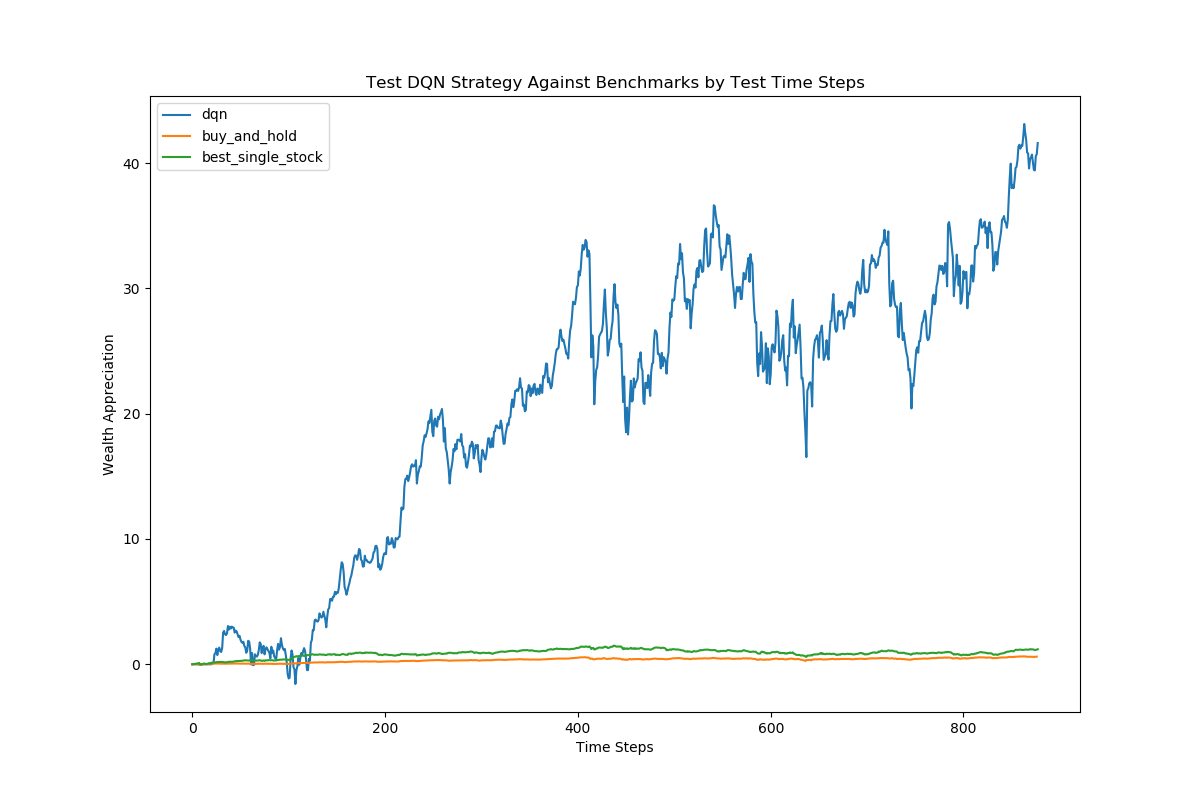 Test DQN Strategy Against Benchmarks by Test Time Steps
dqn
buy_and_hold
best_single_stock
Wealth Appreciation
40
30
20
10
0
0 200 400 600 800
Time Steps